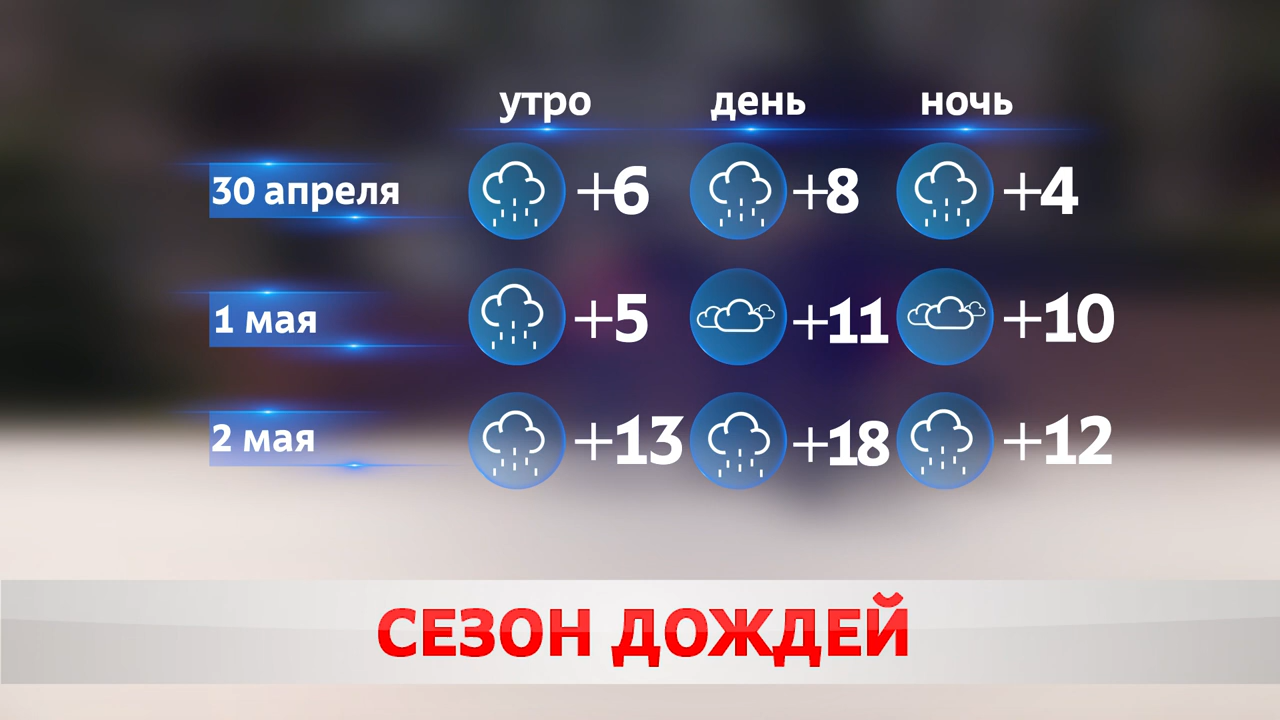 утро день ночь
30 апреля +6 +8 +4
1 мая +5 +11 +10
2 мая +13 +18 +12
СЕЗОН ДОЖДЕЙ